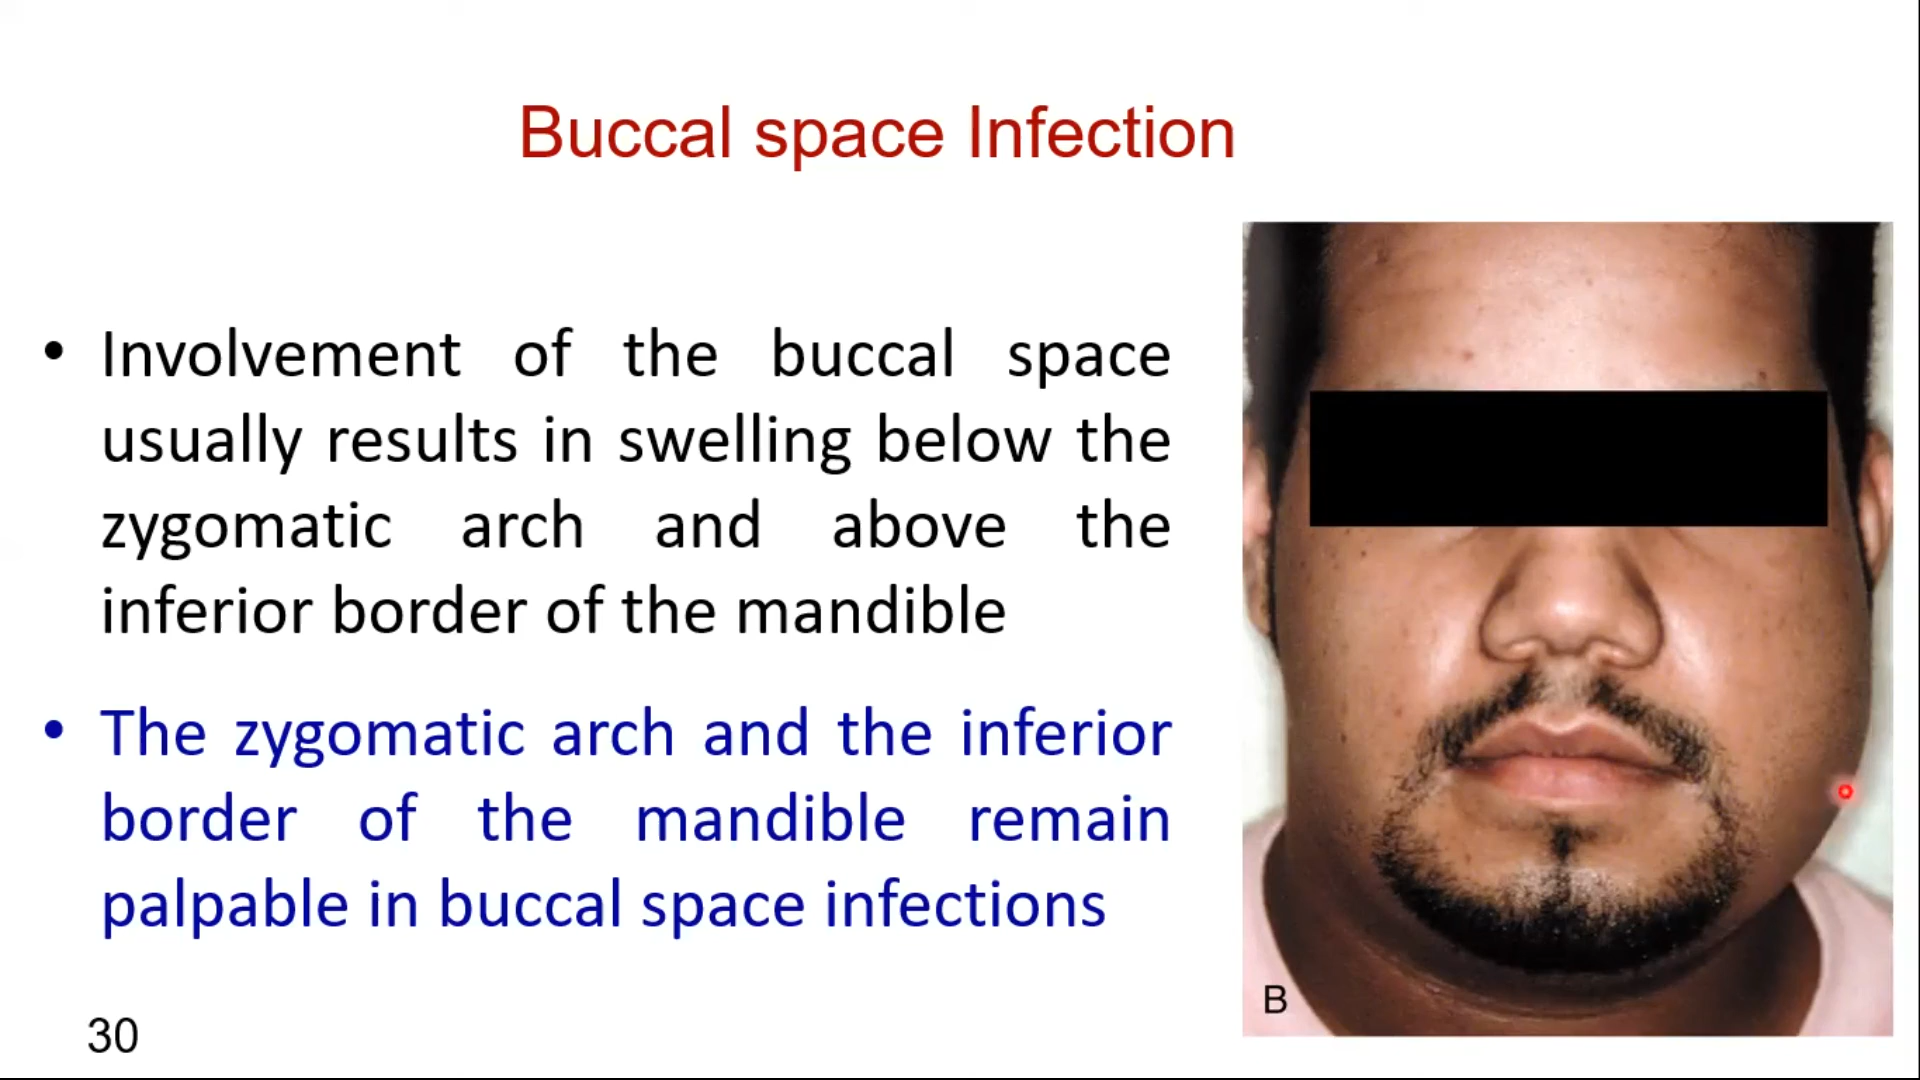 Buccal space Infection
• Involvement of the buccal space
usually results in swelling below the
zygomatic arch and above the
inferior border of the mandible
• The zygomatic arch and the inferior
border of the mandible remain
palpable in buccal space infections
B
30